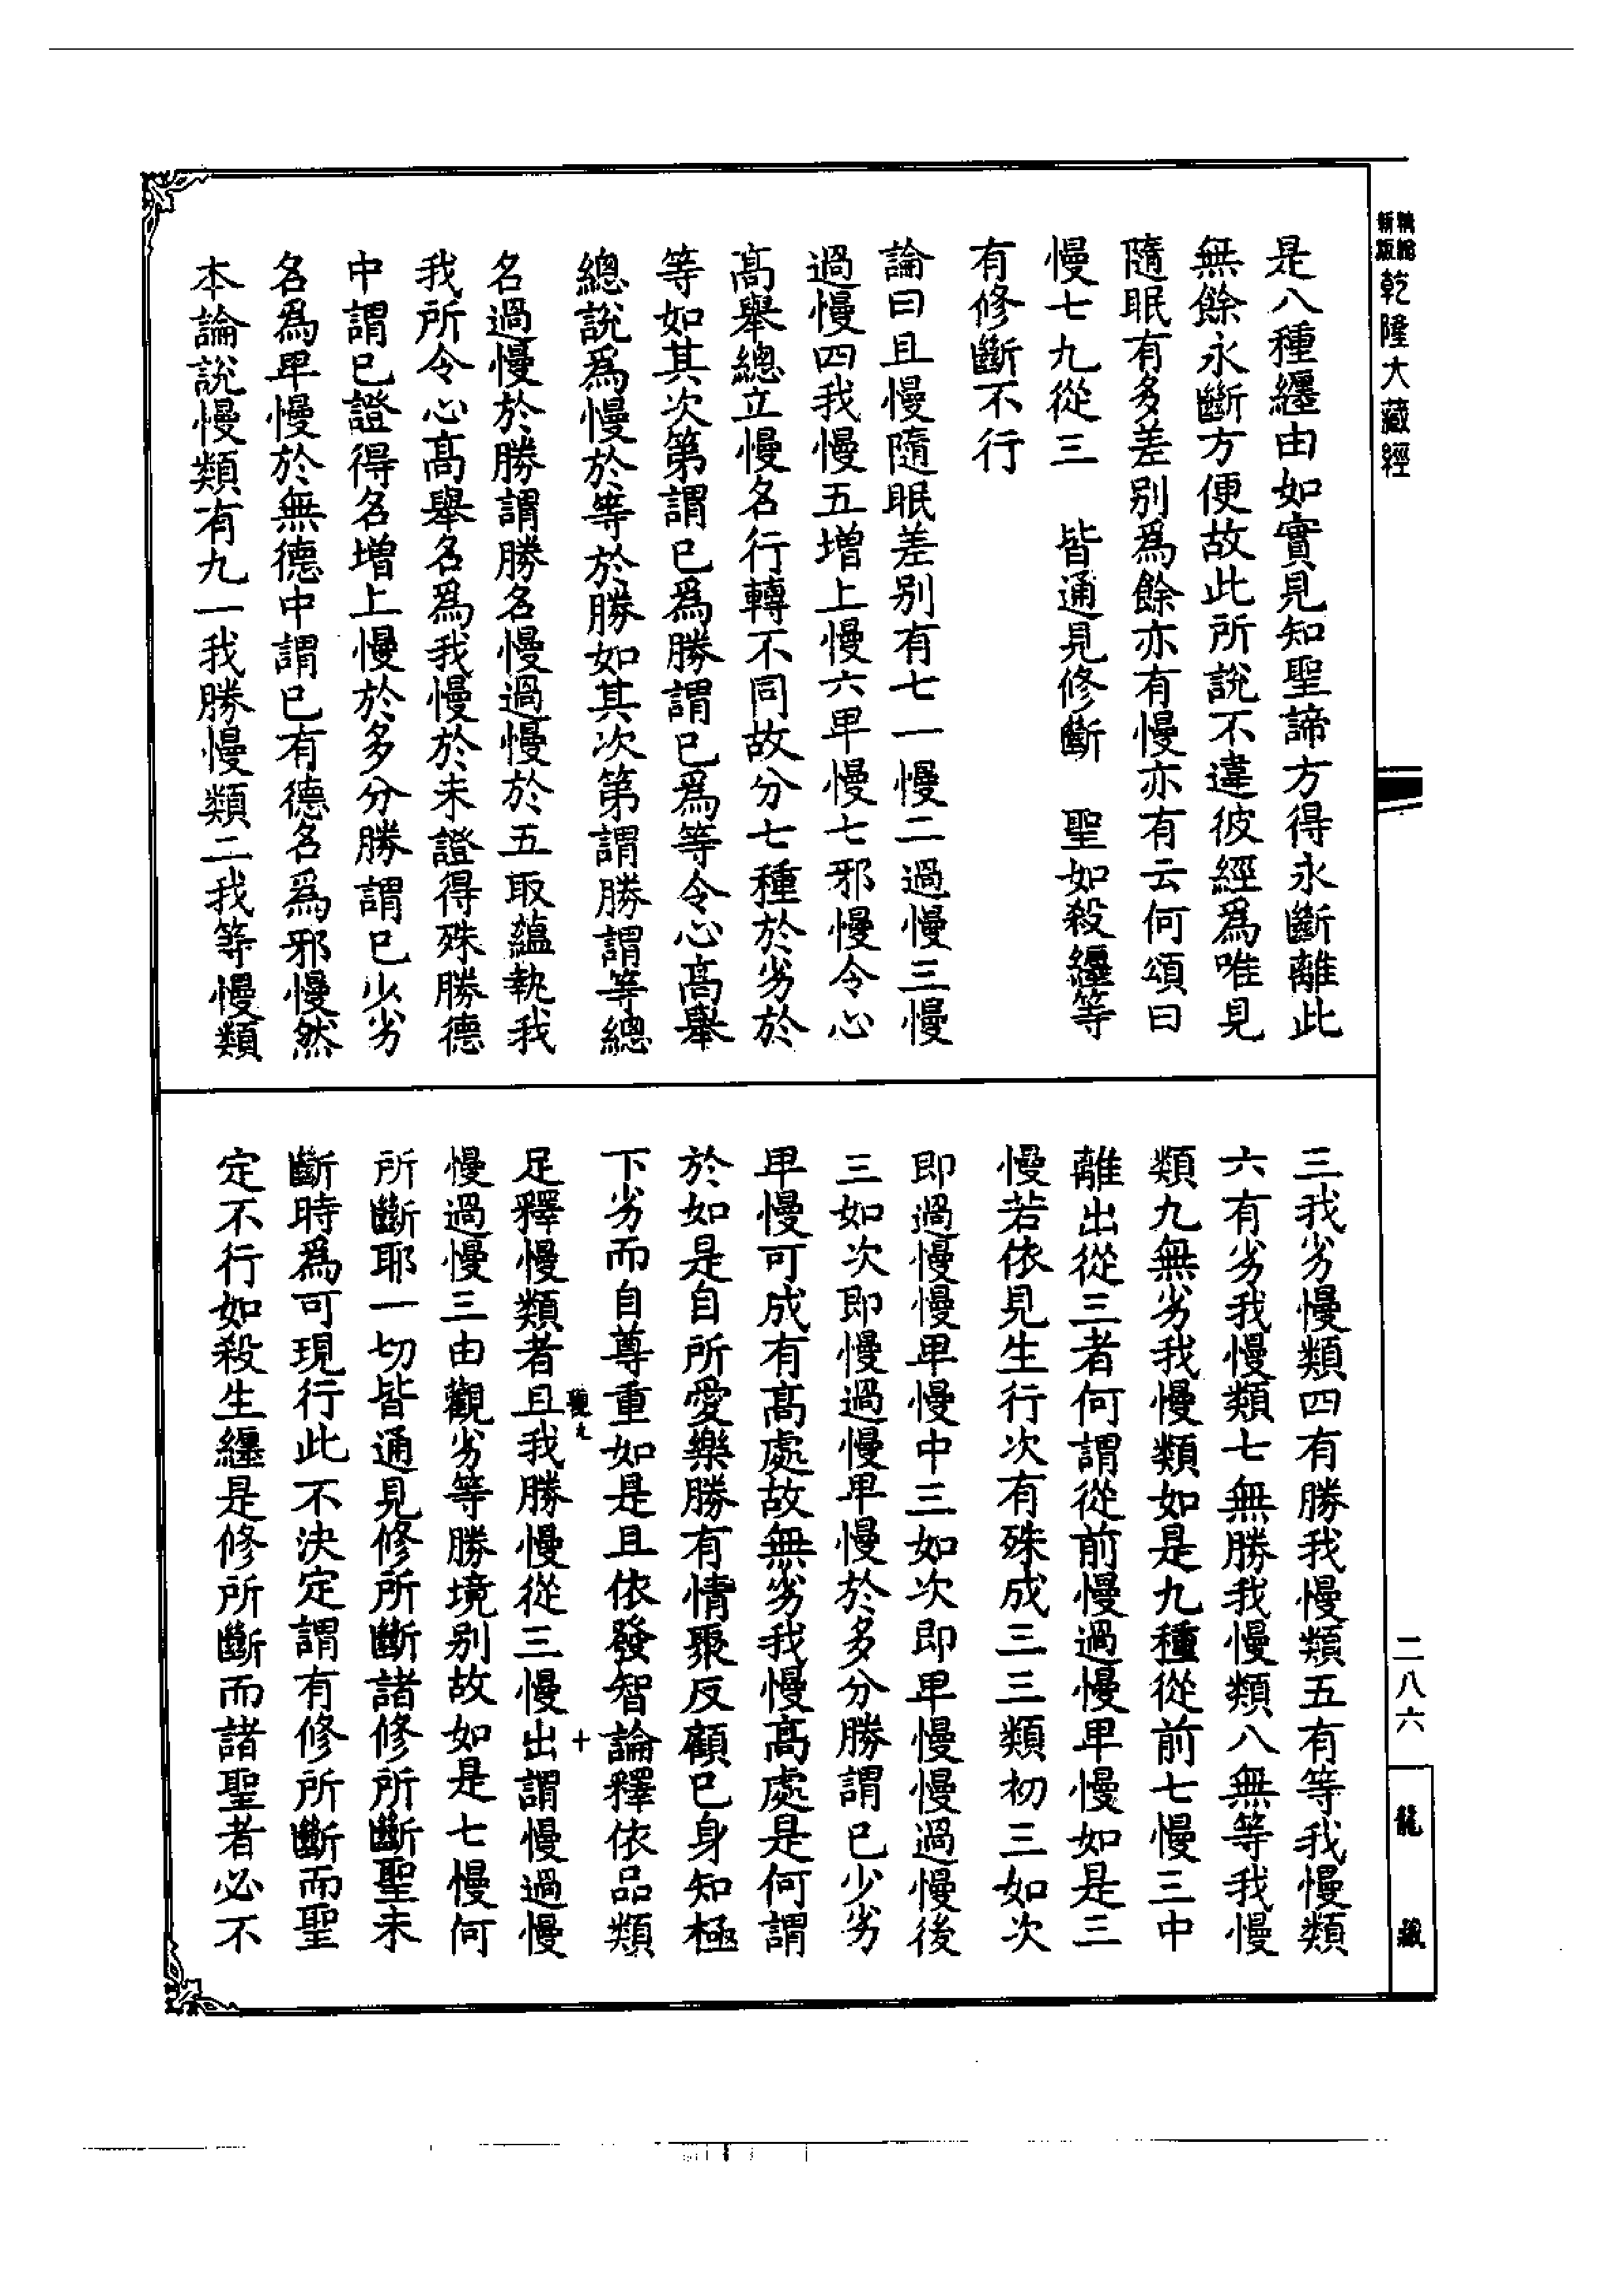 精縮
新版
乾隆大藏經
是八種纏由如實見知聖諦方得永斷離此
無餘永斷方便故此所說不違彼經爲唯見
隨眠有多差別爲餘亦有慢亦有云何頌曰
慢七九從三　皆通見修斷　聖如殺纏等
有修斷不行
論曰且慢隨眠差別有七一慢二過慢三慢
過慢四我慢五增上慢六卑慢七邪慢令心
高舉總立慢名行轉不同故分七種於劣於
等如其次第謂已爲勝謂已爲等令心高舉
總說爲慢於等於勝如其次第謂勝謂等總
名過慢於勝謂勝名慢過慢於五取蘊執我
我所令心高舉名爲我慢於未證得殊勝德
中謂已證得名增上慢於多分勝謂已少劣
名爲卑慢於無德中謂已有德名爲邪慢然
本論說慢類有九一我勝慢類二我等慢類
三我劣慢類四有勝我慢類五有等我慢類
六有劣我慢類七無勝我慢類八無等我慢
類九無劣我慢類如是九種從前七慢三中
離出從三者何謂從前慢過慢卑慢如是三
慢若依見生行次有殊成三三類初三如次
即過慢慢卑慢中三如次即卑慢慢過慢後
三如次即慢過慢卑慢於多分勝謂已少劣
卑慢可成有高處故無劣我慢高處是何謂
於如是自所愛樂勝有情聚反顧已身知極
下劣而自尊重如是且依發智論釋依品類
足釋慢類者且我勝慢從三慢出謂慢過慢
慢過慢三由觀劣等勝境別故如是七慢何
所斷耶一切皆通見修所斷諸修所斷聖未
斷時爲可現行此不決定謂有修所斷而聖
定不行如殺生纏是修所斷而諸聖者必不
十
二八六
龍
藏